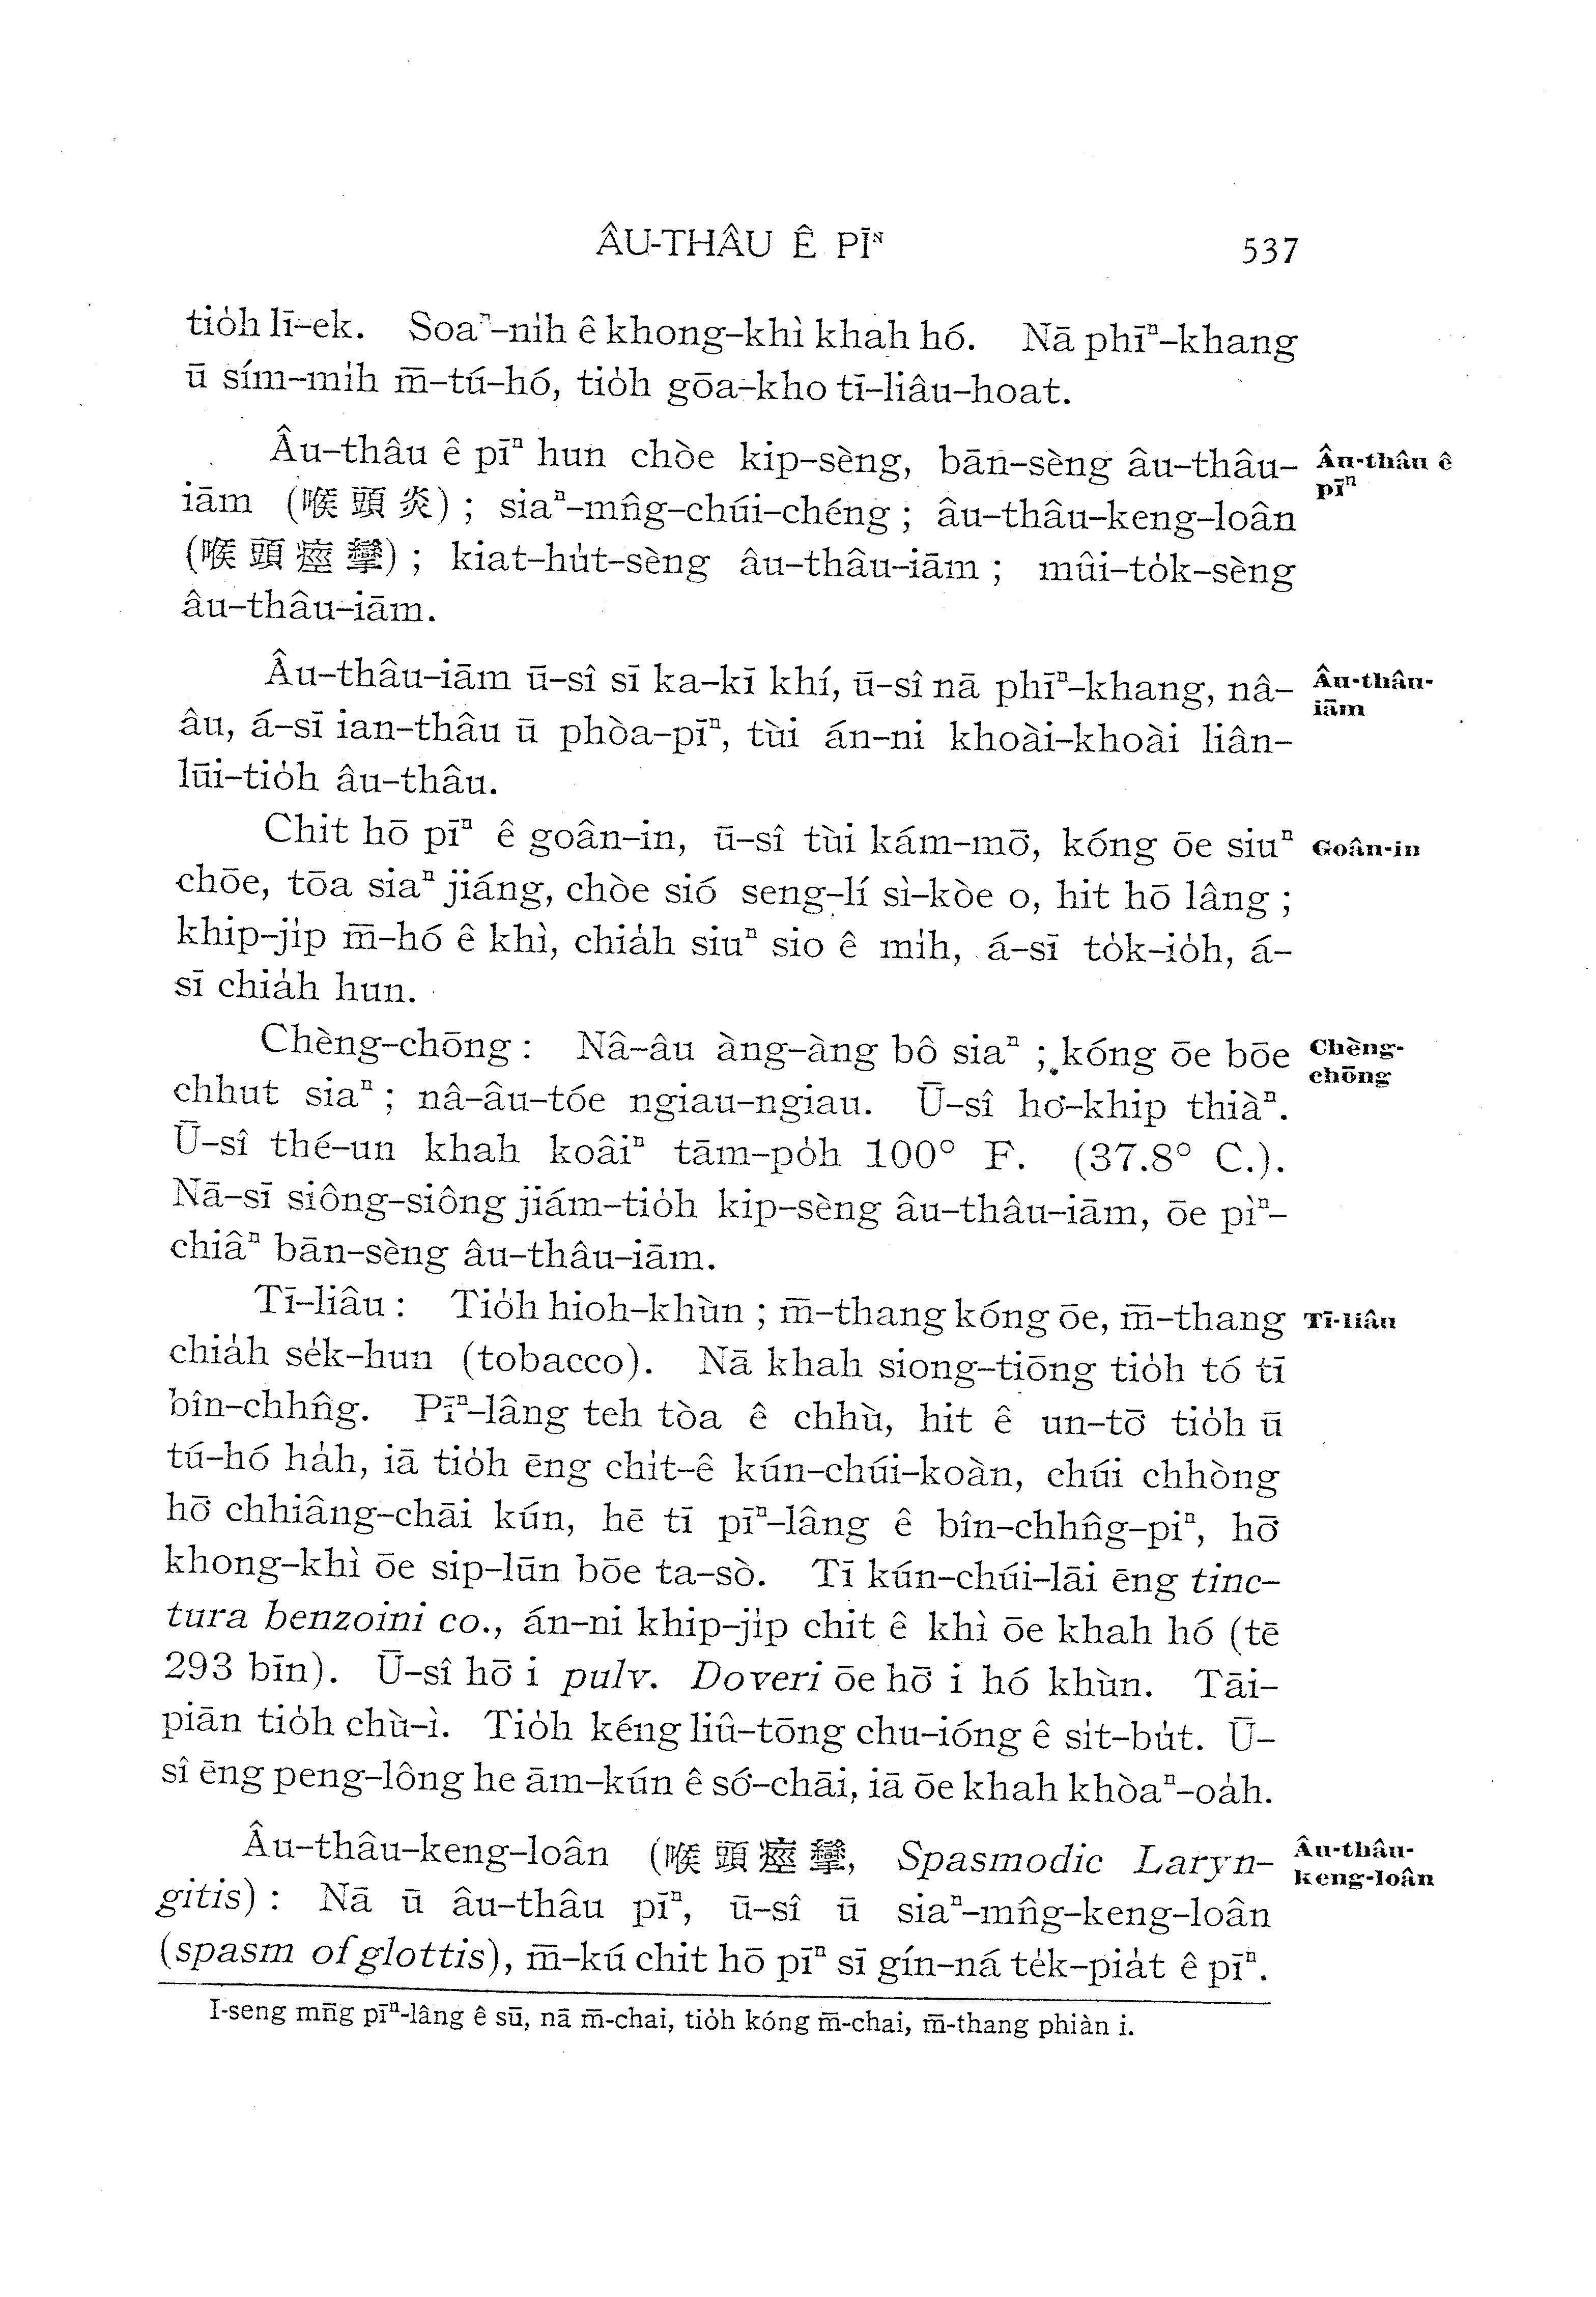 ÂU-THÂU Ê PĪᴺ
537
tio̍h lī-ek. Soaⁿ-nih ê khong-khì khah hó. Nā phīⁿ-khang
ū sím-mih m̄-tú-hó, tio̍h gōa-kho tī-liâu-hoat.
Âu-thâu ê pīⁿ hun chòe kip-sèng, bān-sèng âu-thâu-
Âu-thâu ê
pīⁿ
iām (喉頭炎) ; siaⁿ-mn̂g-chúi-chéng ; âu-thâu-keng-loân
(喉頭痙攣) ; kiat-hu̍t-sèng âu-thâu-iām ; mûi-to̍k-sèng
âu-thâu-iām.
Âu-thâu-iām ū-sî sī ka-kī khí, ū-sî nā phīⁿ-khang, nâ-
Âu-thâu-
iām
âu, á-sī ian-thâu ū phòa-pīⁿ, tùi án-ni khoài-khoài liân-
lūi-tio̍h âu-thâu.
Chit hō pīⁿ ê goân-in, ū-sî tùi kám-mō͘, kóng ōe siuⁿ
Goân-in
chōe, tōa siaⁿ jiáng, chòe sió seng-lí sì-kòe o, hit hō lâng ;
khip-ji̍p m̄-hó ê khì, chia̍h siuⁿ sio ê mi̍h, á-sī to̍k-io̍h, á-
sī chia̍h hun.
Chèng-chōng : Nâ-âu àng-àng bô siaⁿ ; kóng ōe bōe
Chèng-
chōng
chhut siaⁿ ; nâ-âu-tóe ngiau-ngiau. Ū-sî ho͘-khip thiàⁿ.
Ū-sî thé-un khah koâiⁿ tām-po̍h 100° F. (37.8° C.).
Nā-sī siông-siông jiám-tio̍h kip-sèng âu-thâu-iām, ōe pìⁿ-
chiâⁿ bān-sèng âu-thâu-iām.
Tī-liâu : Tio̍h hioh-khùn ; m̄-thang kóng ōe, m̄-thang
Tī-liâu
chia̍h se̍k-hun (tobacco). Nā khah siong-tiōng tio̍h tó tī
bîn-chhn̂g. Pīⁿ-lâng teh tòa ê chhù, hit ê un-tō͘ tio̍h ū
tú-hó ha̍h, iā tio̍h ēng chi̍t-ê kún-chúi-koàn, chúi chhòng
hō͘ chhiâng-chāi kún, hē tī pīⁿ-lâng ê bîn-chhn̂g-piⁿ, hō͘
khong-khì ōe sip-lūn bōe ta-sò. Tī kún-chúi-lāi ēng tinc-
tura benzoini co., án-ni khip-ji̍p chit ê khì ōe khah hó (tē
293 bīn). Ū-sî hō͘ i pulv. Doveri ōe hō͘ i hó khùn. Tāi-
piān tio̍h chù-ì. Tio̍h kéng liû-tōng chu-ióng ê si̍t-bu̍t. Ū-
sî ēng peng-lông he ām-kún ê só͘-chāi, iā ōe khah khòaⁿ-oa̍h.
Âu-thâu-keng-loân (喉頭痙攣, Spasmodic Laryn-
Âu-thâu-
keng-loân
gitis) : Nā ū âu-thâu pīⁿ, ū-sî ū siaⁿ-mn̂g-keng-loân
(spasm of glottis), m̄-kú chit hō pīⁿ sī gín-ná te̍k-pia̍t ê pīⁿ.
I-seng mn̄g pīⁿ-lâng ê sū, nā m̄-chai, tio̍h kóng m̄-chai, m̄-thang phiàn i.